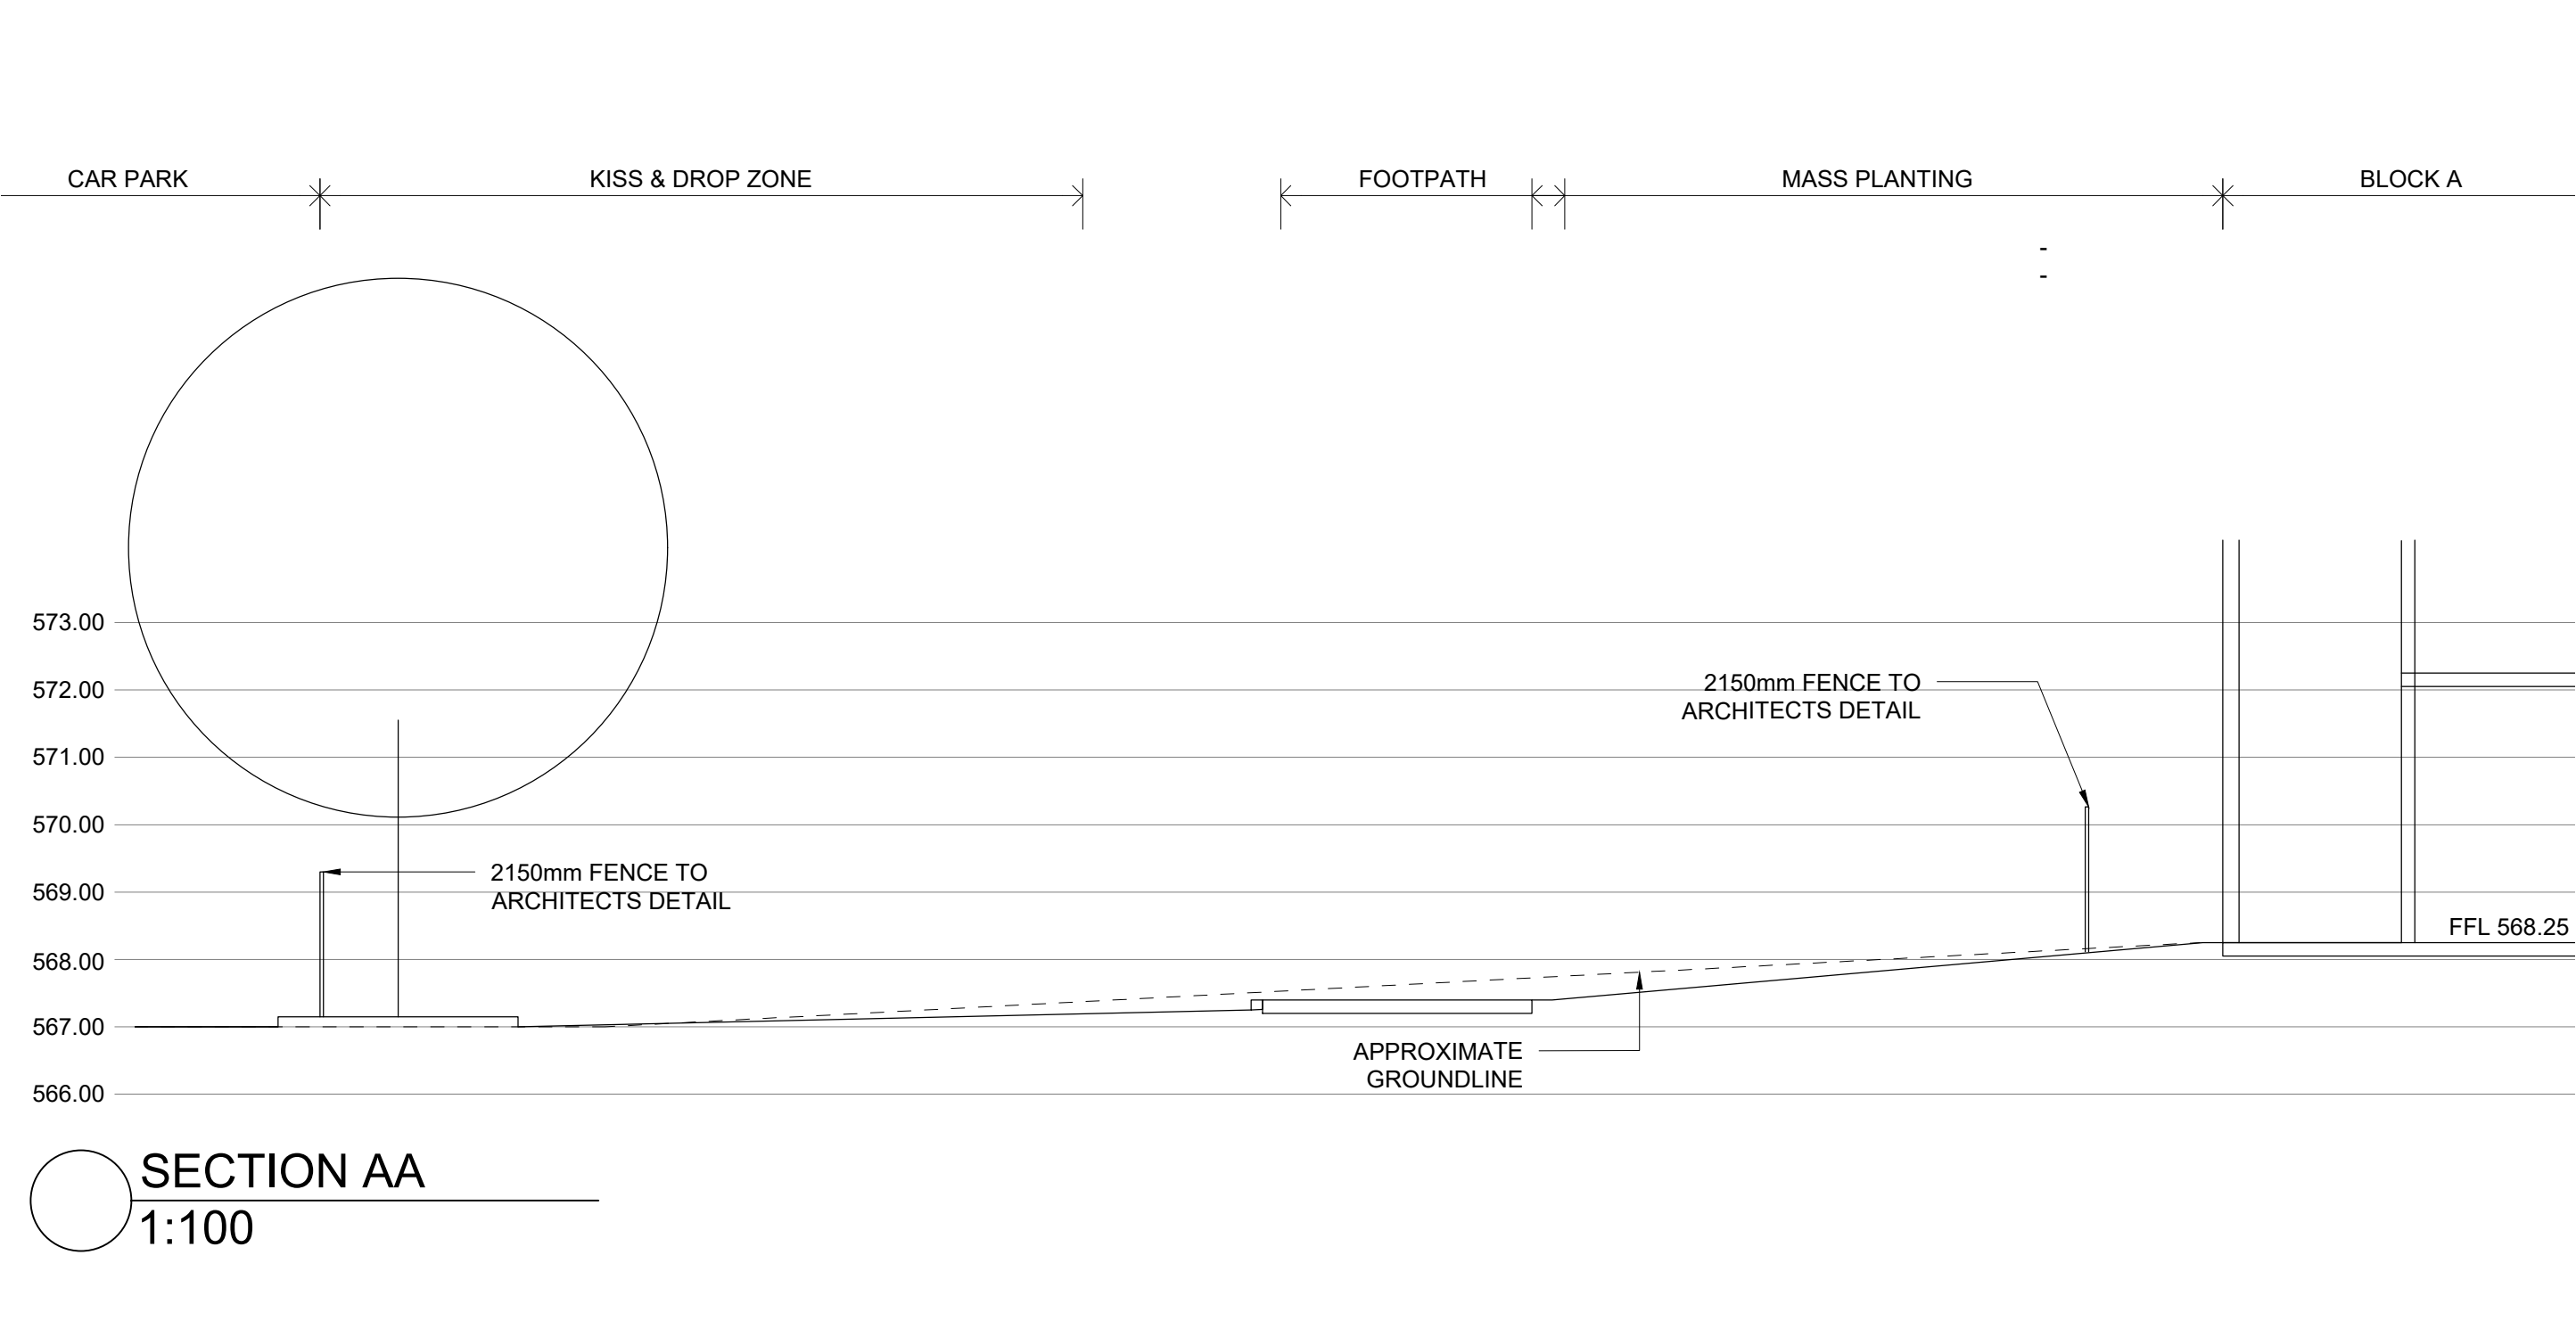 CAR PARK
KISS & DROP ZONE
FOOTPATH
MASS PLANTING
BLOCK A
-
-
573.00
572.00
571.00
570.00
569.00
568.00
567.00
566.00
2150mm FENCE TO
ARCHITECTS DETAIL
2150mm FENCE TO
ARCHITECTS DETAIL
FFL 568.25
APPROXIMATE
GROUNDLINE
SECTION AA
1:100